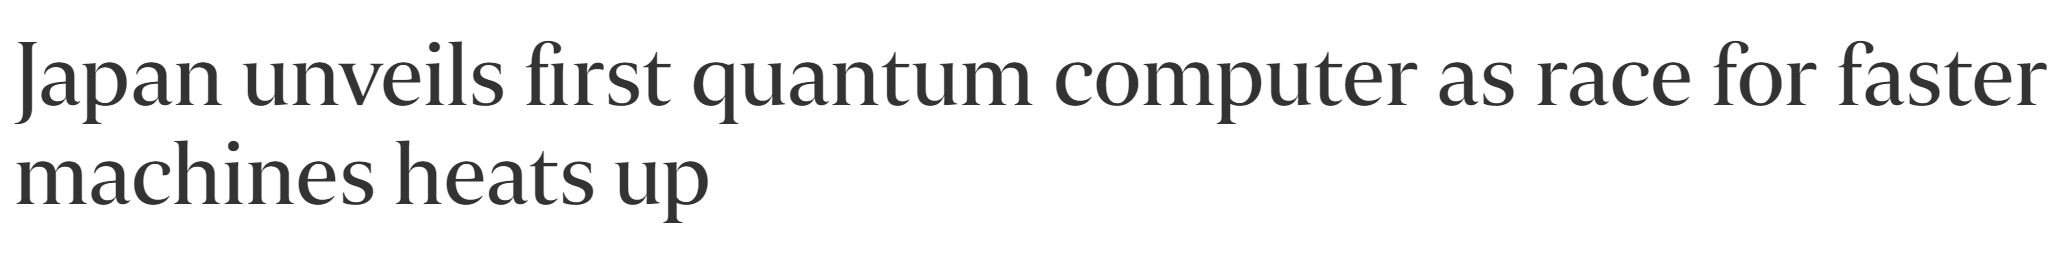 Japan unveils first quantum computer as race for faster
machines heats up